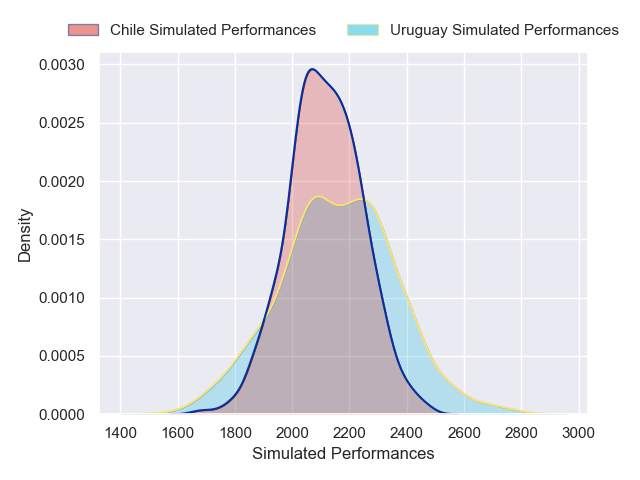 Chile Simulated Performances
Uruguay Simulated Performances
0.0030
0.0025
0.0020
0.0015
0.0010
0.0005
0.0000
Density
1400 1600 1800 2000 2200 2400 2600 2800 3000
Simulated Performances